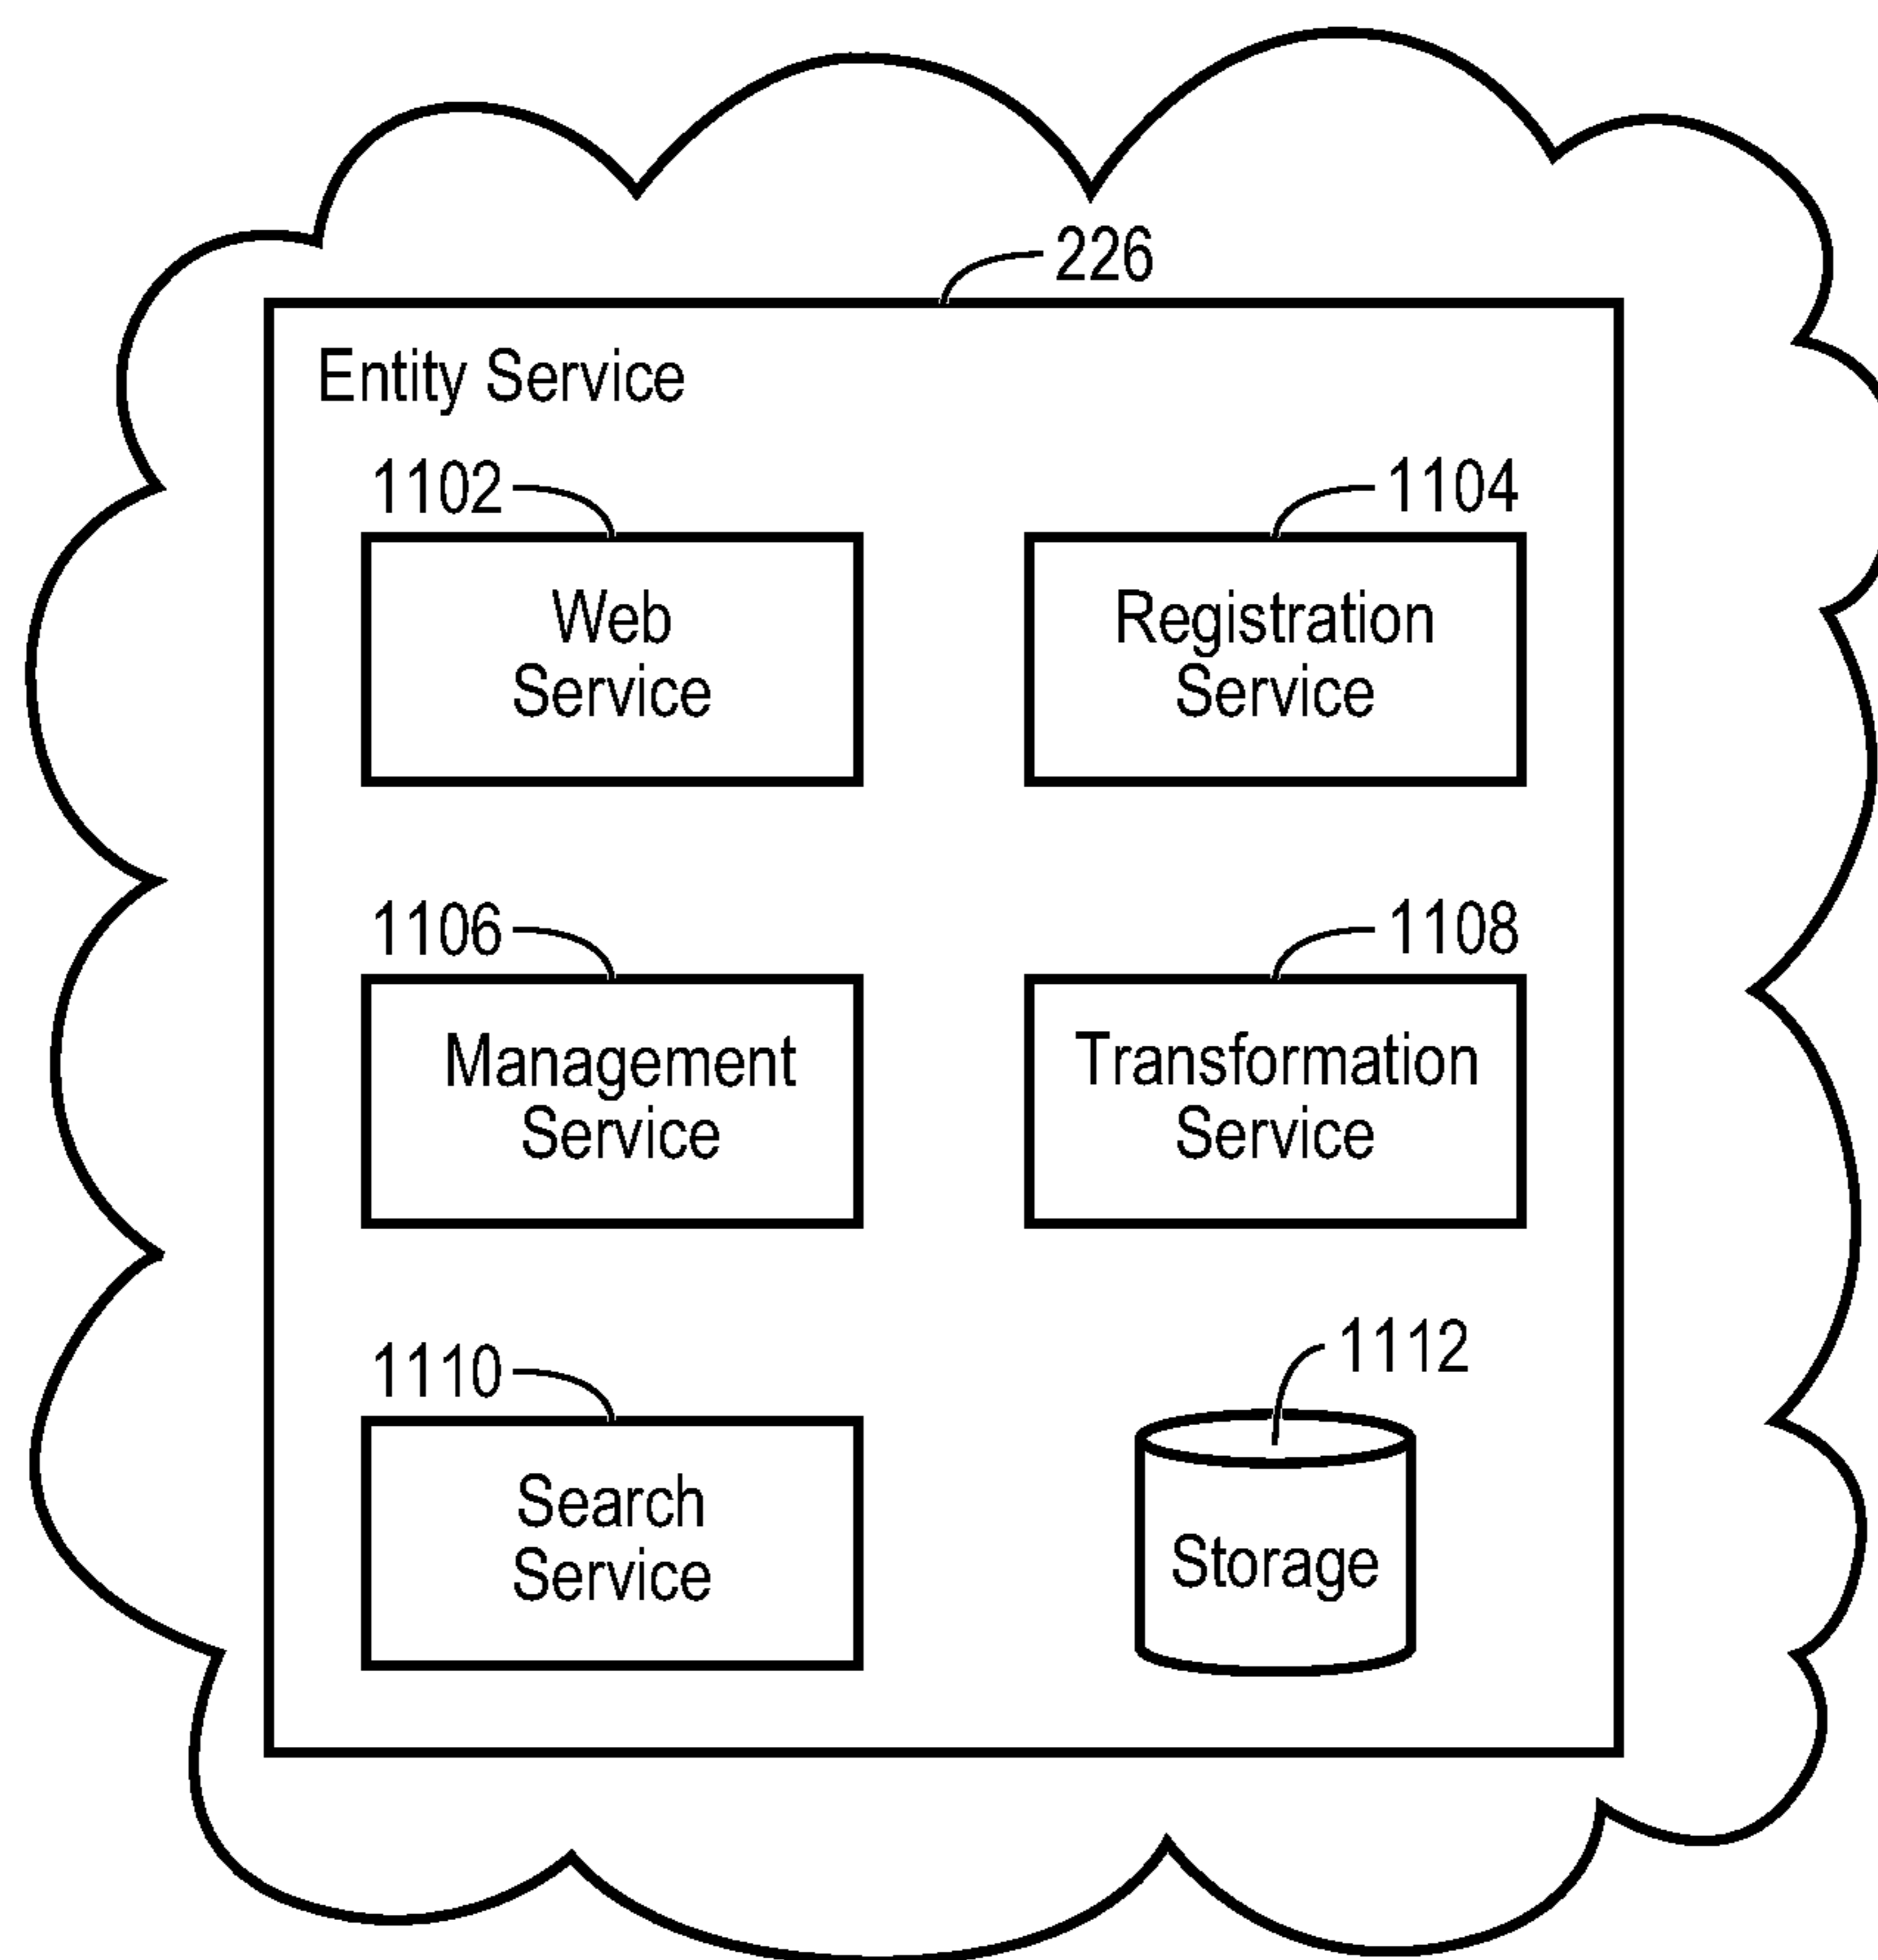 226
Entity Service
1102
1104
Web
Service
Registration
Service
1106
1108
Management
Service
Transformation
Service
1110
1112
Search
Service
Storage